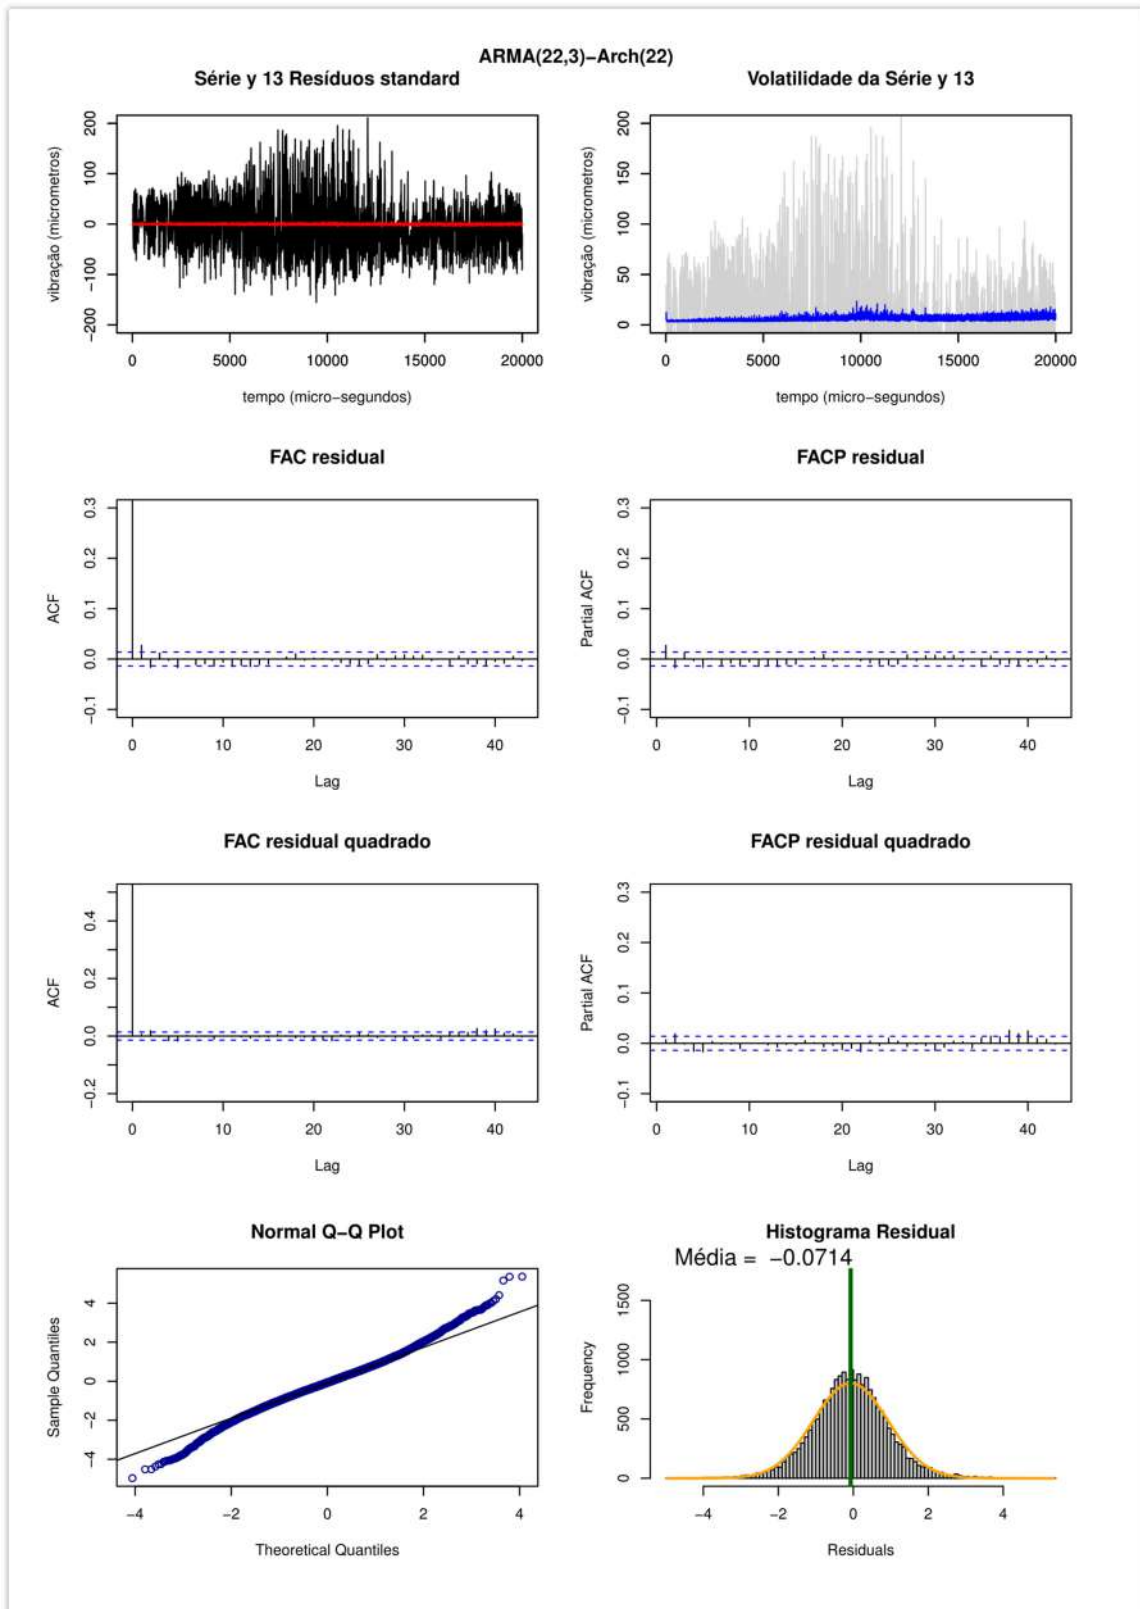 ARMA(22,3)−Arch(22)
Série y 13 Resíduos standard
vibração (micrometros)
200
100
0
−100
−200
0 5000 10000 15000 20000
tempo (micro−segundos)
Volatilidade da Série y 13
vibração (micrometros)
200
150
100
50
0
0 5000 10000 15000 20000
tempo (micro−segundos)
FAC residual
ACF
0.3
0.2
0.1
0.0
−0.1
0 10 20 30 40
Lag
FACP residual
Partial ACF
0.3
0.2
0.1
0.0
−0.1
0 10 20 30 40
Lag
FAC residual quadrado
ACF
0.4
0.2
0.0
−0.2
0 10 20 30 40
Lag
FACP residual quadrado
Partial ACF
0.3
0.2
0.1
0.0
−0.1
0 10 20 30 40
Lag
Normal Q−Q Plot
Sample Quantiles
4
2
0
−2
−4
−4 −2 0 2 4
Theoretical Quantiles
Histograma Residual
Média = −0.0714
Frequency
1500
1000
500
0
−4 −2 0 2 4
Residuals